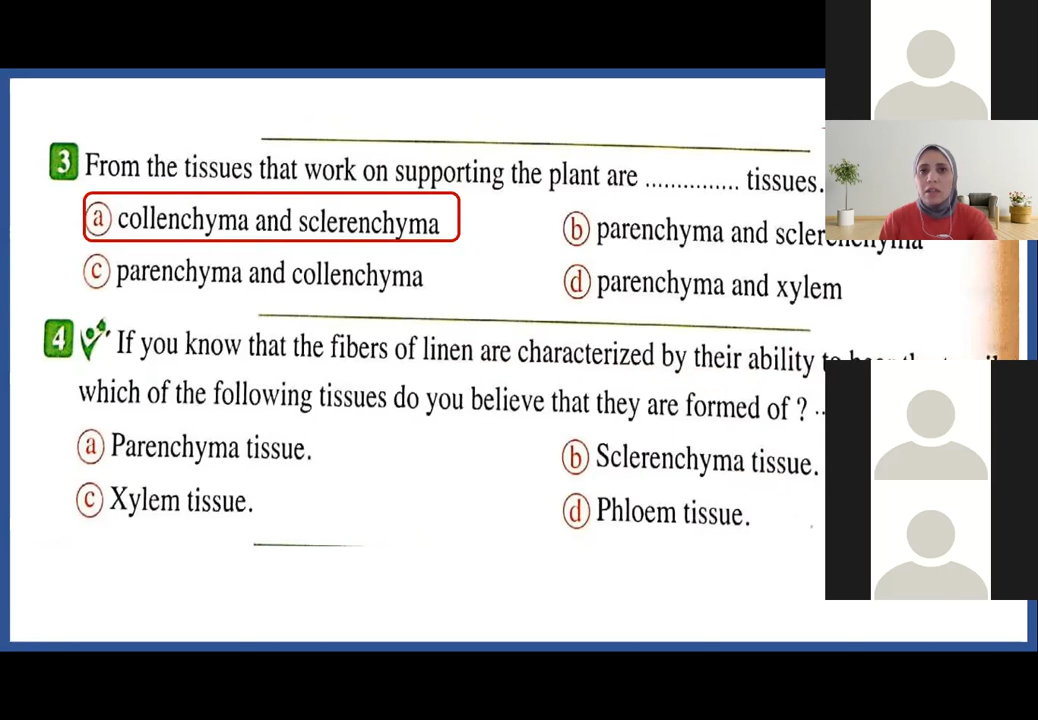 3 From the tissues that work on supporting the plant are ............... tissues.
a collenchyma and sclerenchyma
b parenchyma and sclerenchyma
c parenchyma and collenchyma
d parenchyma and xylem
4 If you know that the fibers of linen are characterized by their ability to
which of the following tissues do you believe that they are formed of ? ..
a Parenchyma tissue.
b Sclerenchyma tissue.
c Xylem tissue.
d Phloem tissue.